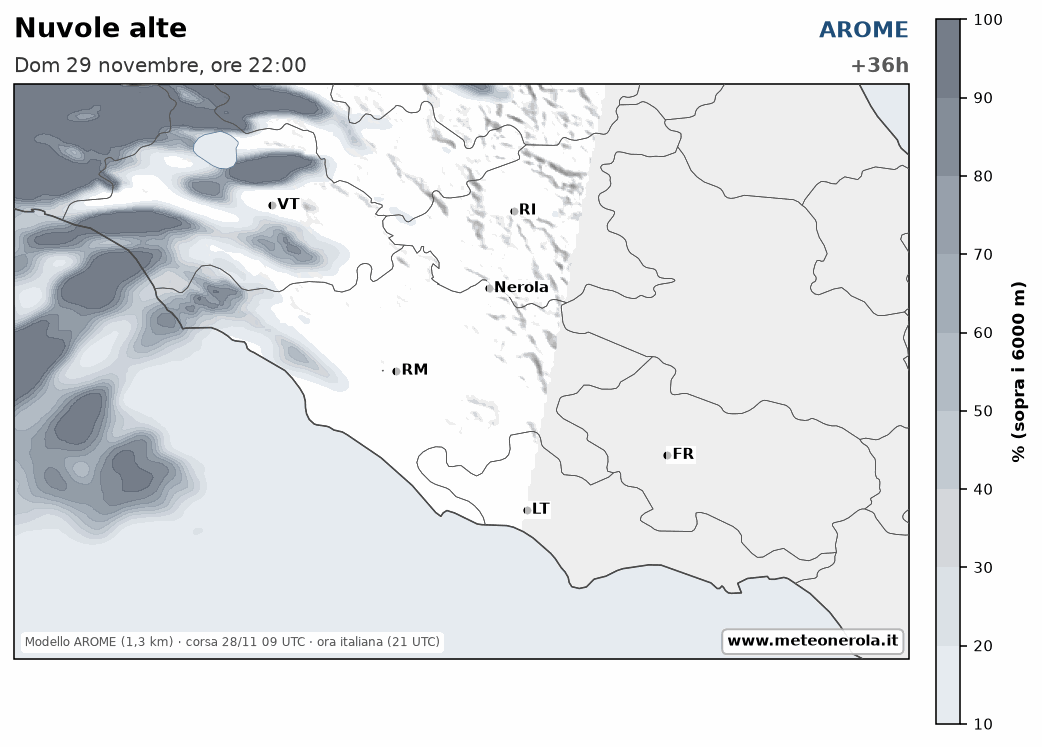 Nuvole alte
AROME
Dom 29 novembre, ore 22:00
+36h
VT
RI
Nerola
RM
FR
LT
Modello AROME (1,3 km) · corsa 28/11 09 UTC · ora italiana (21 UTC)
www.meteonerola.it
100
90
80
70
60
50
40
30
20
10
% (sopra i 6000 m)